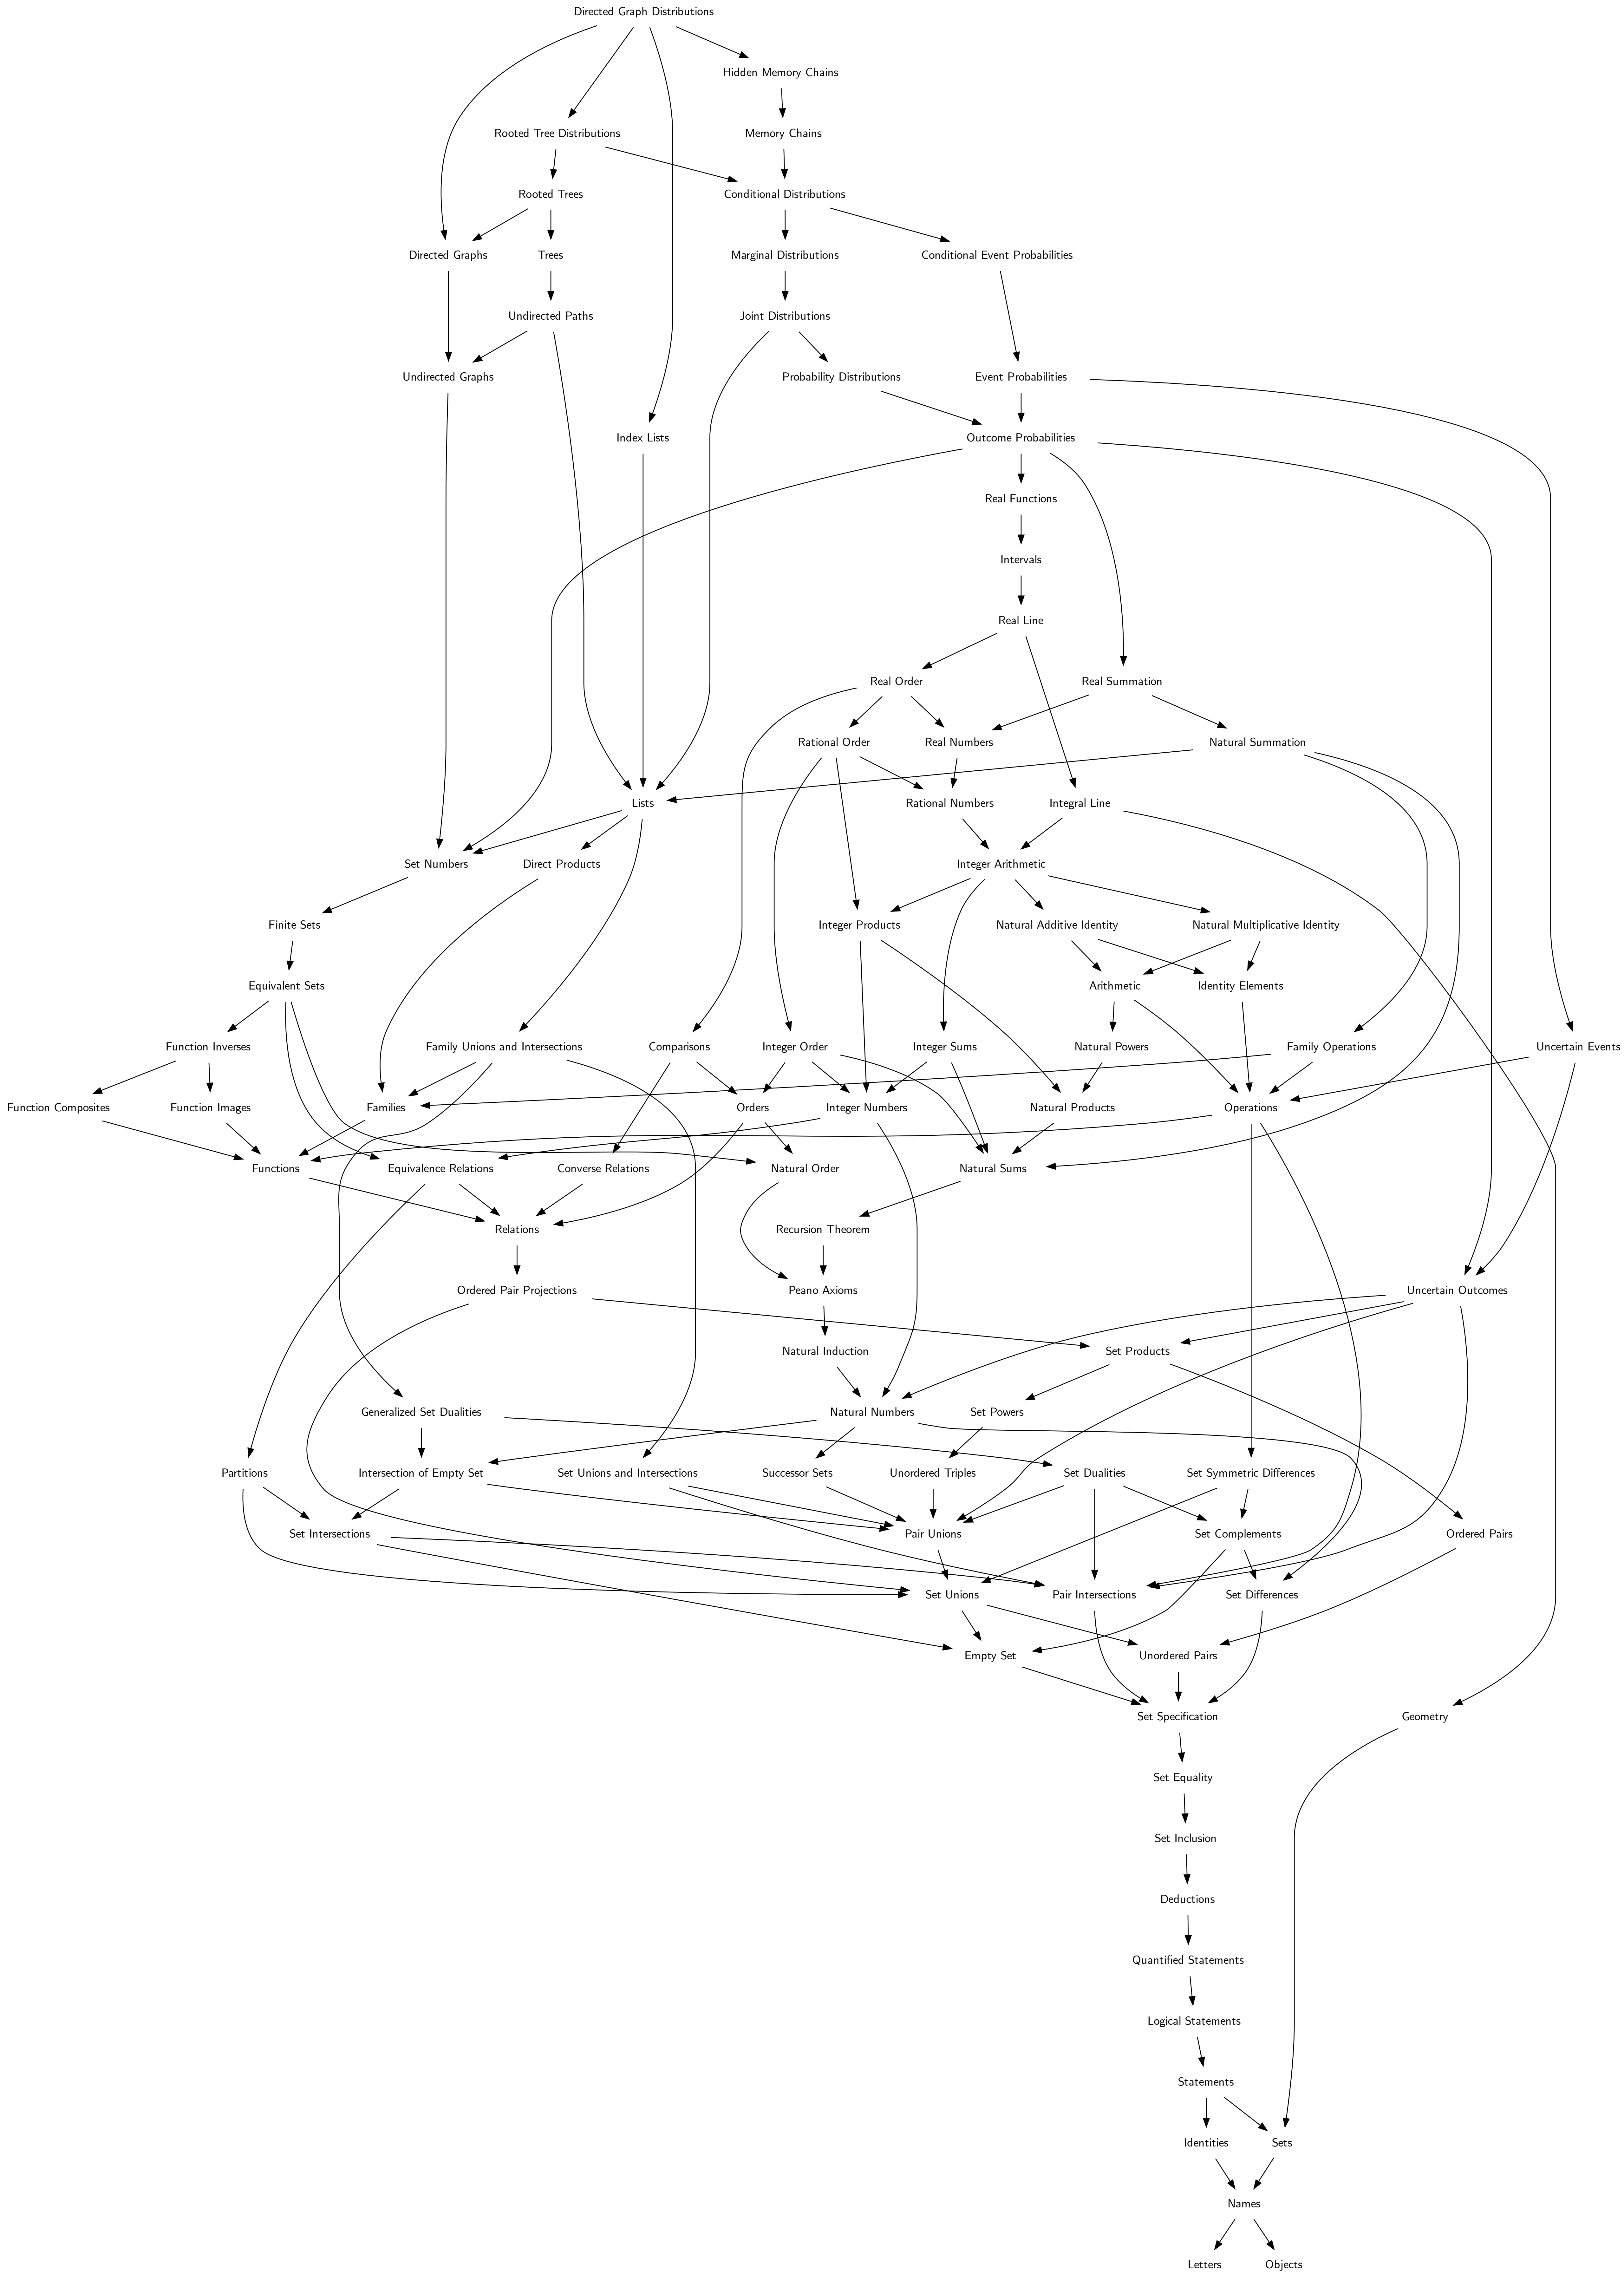 Directed Graph Distributions
Hidden Memory Chains
Rooted Tree Distributions
Memory Chains
Rooted Trees
Conditional Distributions
Directed Graphs
Trees
Marginal Distributions
Conditional Event Probabilities
Undirected Paths
Joint Distributions
Undirected Graphs
Probability Distributions
Event Probabilities
Index Lists
Outcome Probabilities
Real Functions
Intervals
Real Line
Real Order
Real Summation
Rational Order
Real Numbers
Natural Summation
Lists
Rational Numbers
Integral Line
Set Numbers
Direct Products
Integer Arithmetic
Finite Sets
Integer Products
Natural Additive Identity
Natural Multiplicative Identity
Equivalent Sets
Arithmetic
Identity Elements
Function Inverses
Family Unions and Intersections
Comparisons
Integer Order
Integer Sums
Natural Powers
Family Operations
Uncertain Events
Function Composites
Function Images
Families
Orders
Integer Numbers
Natural Products
Operations
Functions
Equivalence Relations
Converse Relations
Natural Order
Natural Sums
Relations
Recursion Theorem
Ordered Pair Projections
Peano Axioms
Uncertain Outcomes
Natural Induction
Set Products
Generalized Set Dualities
Natural Numbers
Set Powers
Partitions
Intersection of Empty Set
Set Unions and Intersections
Successor Sets
Unordered Triples
Set Dualities
Set Symmetric Differences
Set Intersections
Pair Unions
Set Complements
Ordered Pairs
Set Unions
Pair Intersections
Set Differences
Empty Set
Unordered Pairs
Set Specification
Geometry
Set Equality
Set Inclusion
Deductions
Quantified Statements
Logical Statements
Statements
Identities
Sets
Names
Letters
Objects